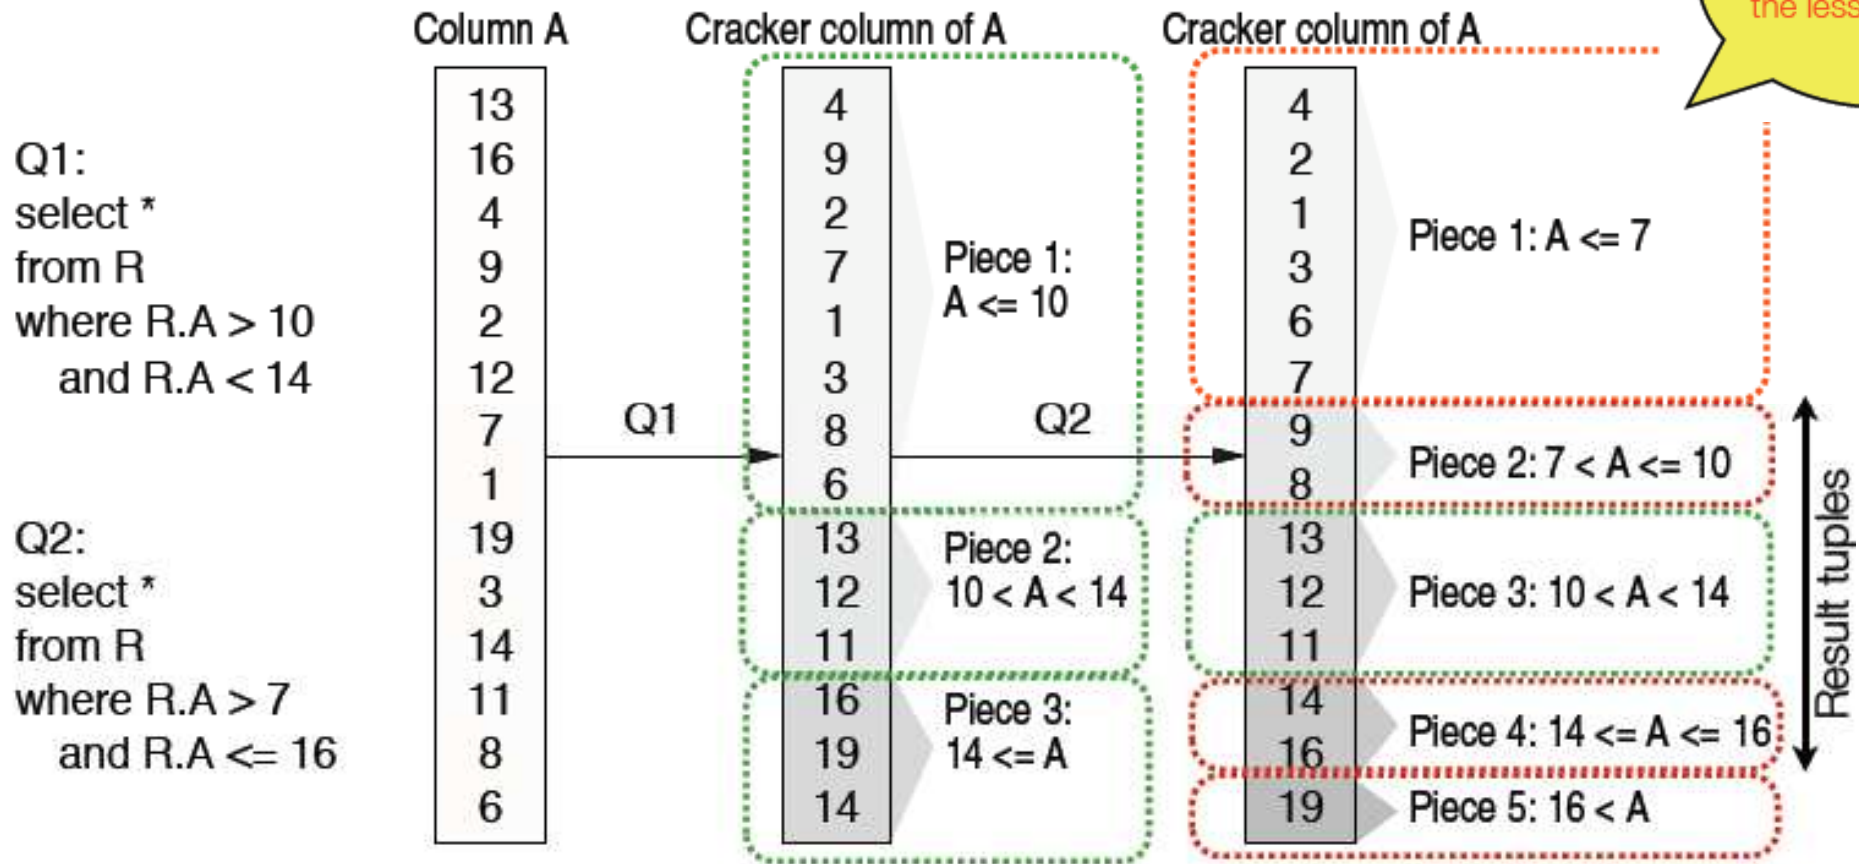 the less
Column A
Cracker column of A
Cracker column of A
Q1:
select *
from R
where R.A > 10
and R.A < 14
Q2:
select *
from R
where R.A > 7
and R.A <= 16
13
16
4
9
2
12
7
1
19
3
14
11
8
6
Q1
4
9
2
7
1
3
8
6
13
12
11
16
19
14
Piece 1:
A <= 10
Piece 2:
10 < A < 14
Piece 3:
14 <= A
Q2
4
2
1
3
6
7
9
8
13
12
11
14
16
19
Piece 1: A <= 7
Piece 2: 7 < A <= 10
Piece 3: 10 < A < 14
Piece 4: 14 <= A <= 16
Piece 5: 16 < A
Result tuples